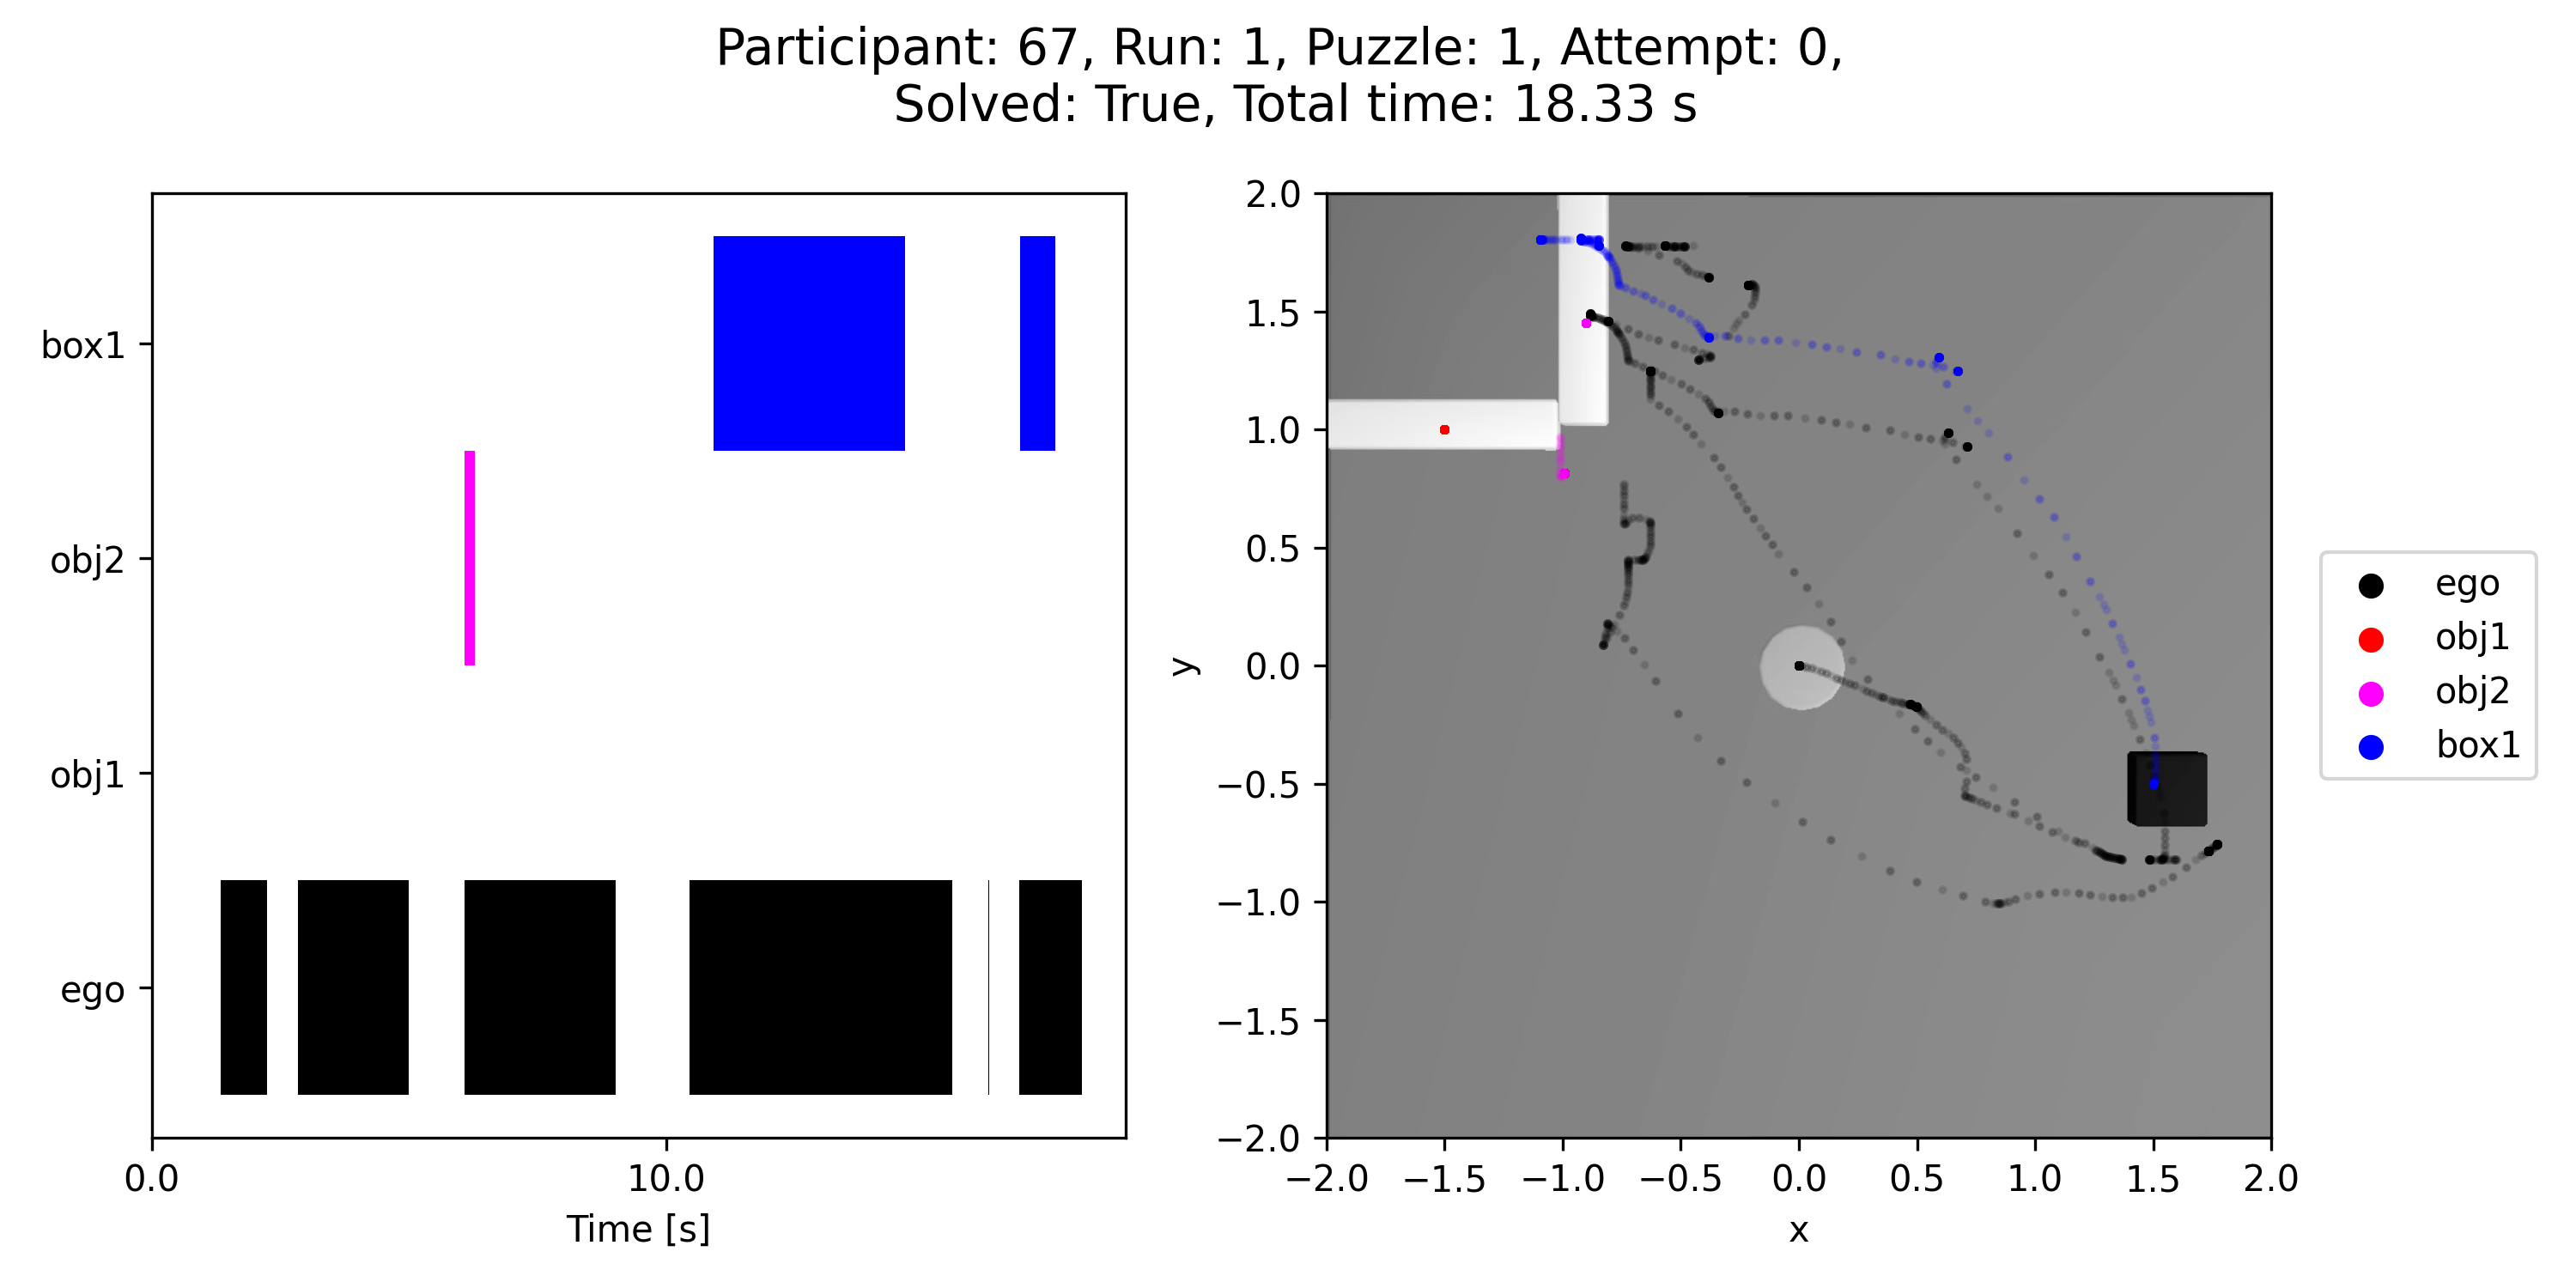 Participant: 67, Run: 1, Puzzle: 1, Attempt: 0,
Solved: True, Total time: 18.33 s
box1
obj2
obj1
ego
0.0
10.0
Time [s]
2.0
1.5
1.0
0.5
0.0
−0.5
−1.0
−1.5
−2.0
y
−2.0
−1.5
−1.0
−0.5
0.0
0.5
1.0
1.5
2.0
x
ego
obj1
obj2
box1